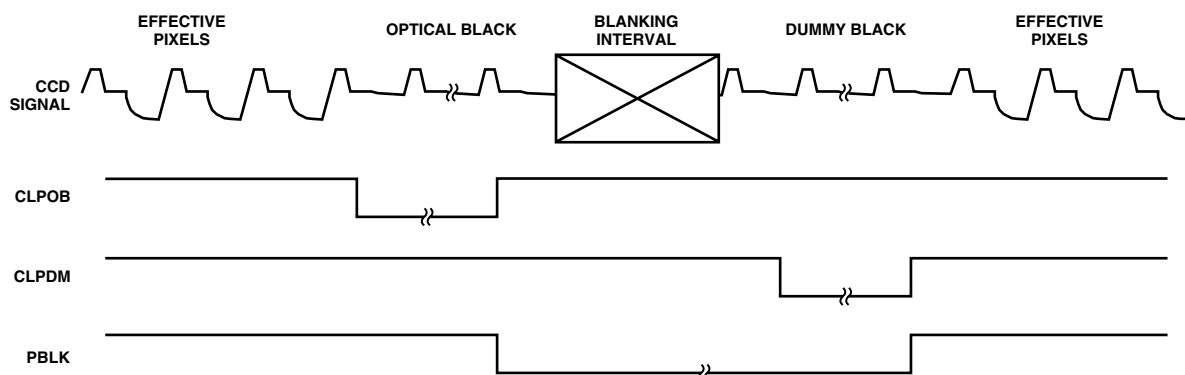 EFFECTIVE
PIXELS
OPTICAL BLACK
BLANKING
INTERVAL
DUMMY BLACK
EFFECTIVE
PIXELS
CCD
SIGNAL
CLPOB
CLPDM
PBLK